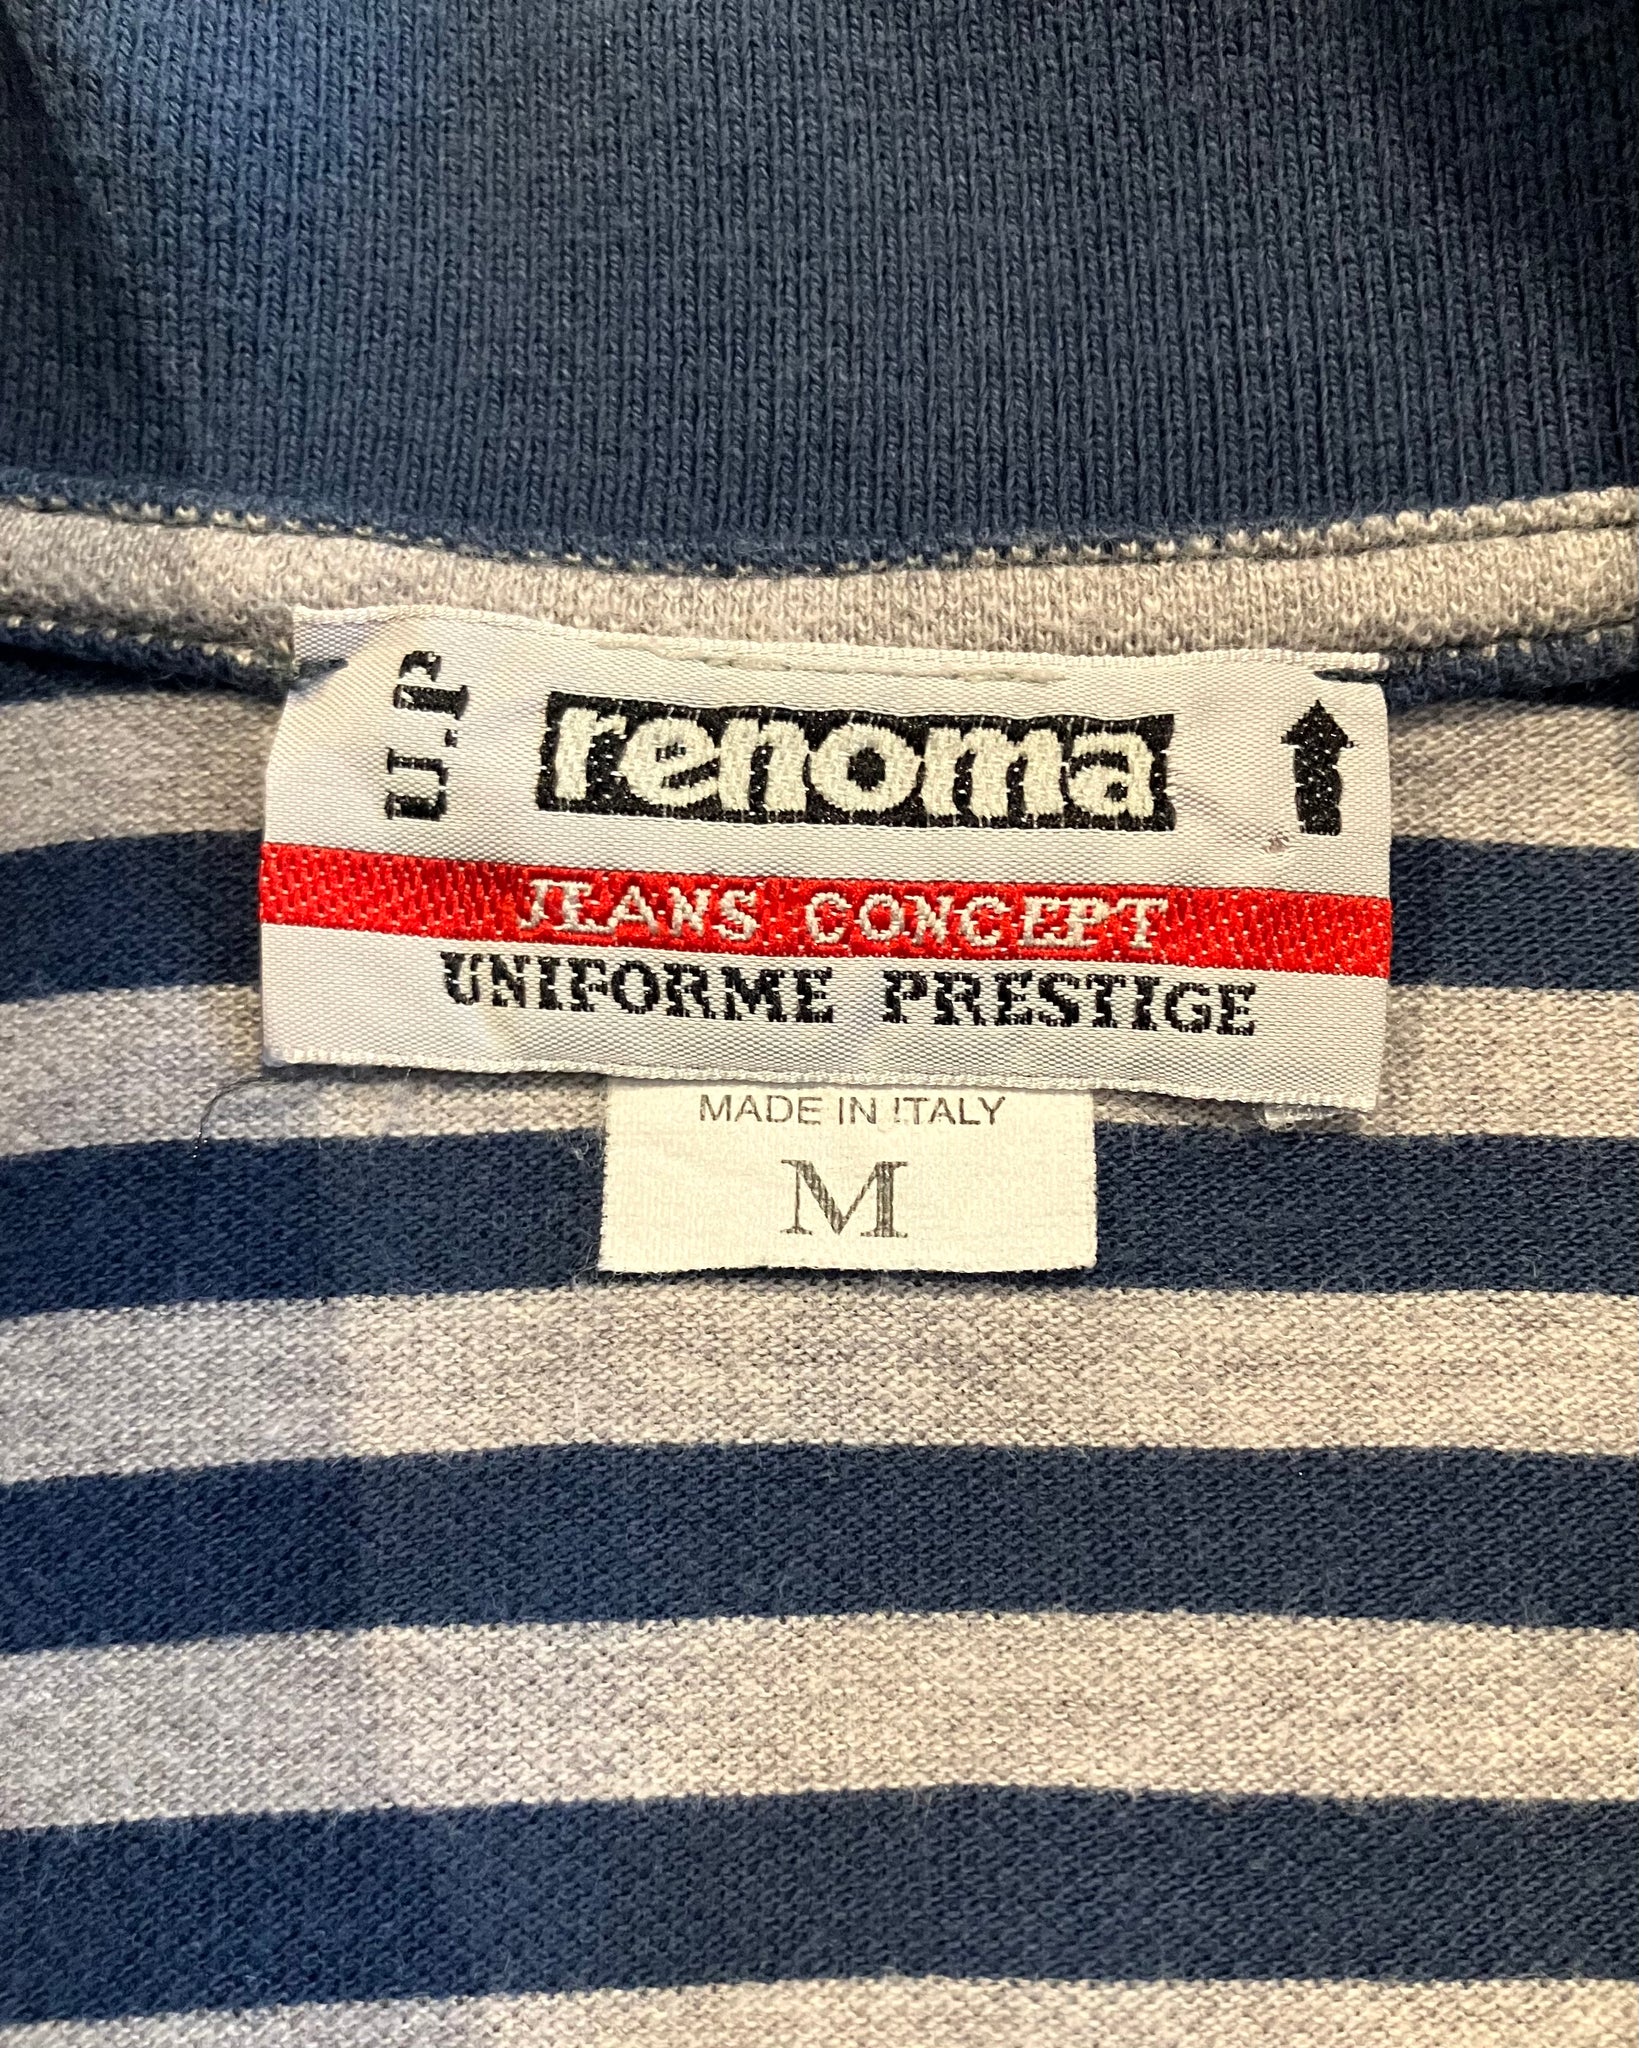 U.P
renoma
JEANS CONCEPT
UNIFORME PRESTIGE
MADE IN ITALY
M